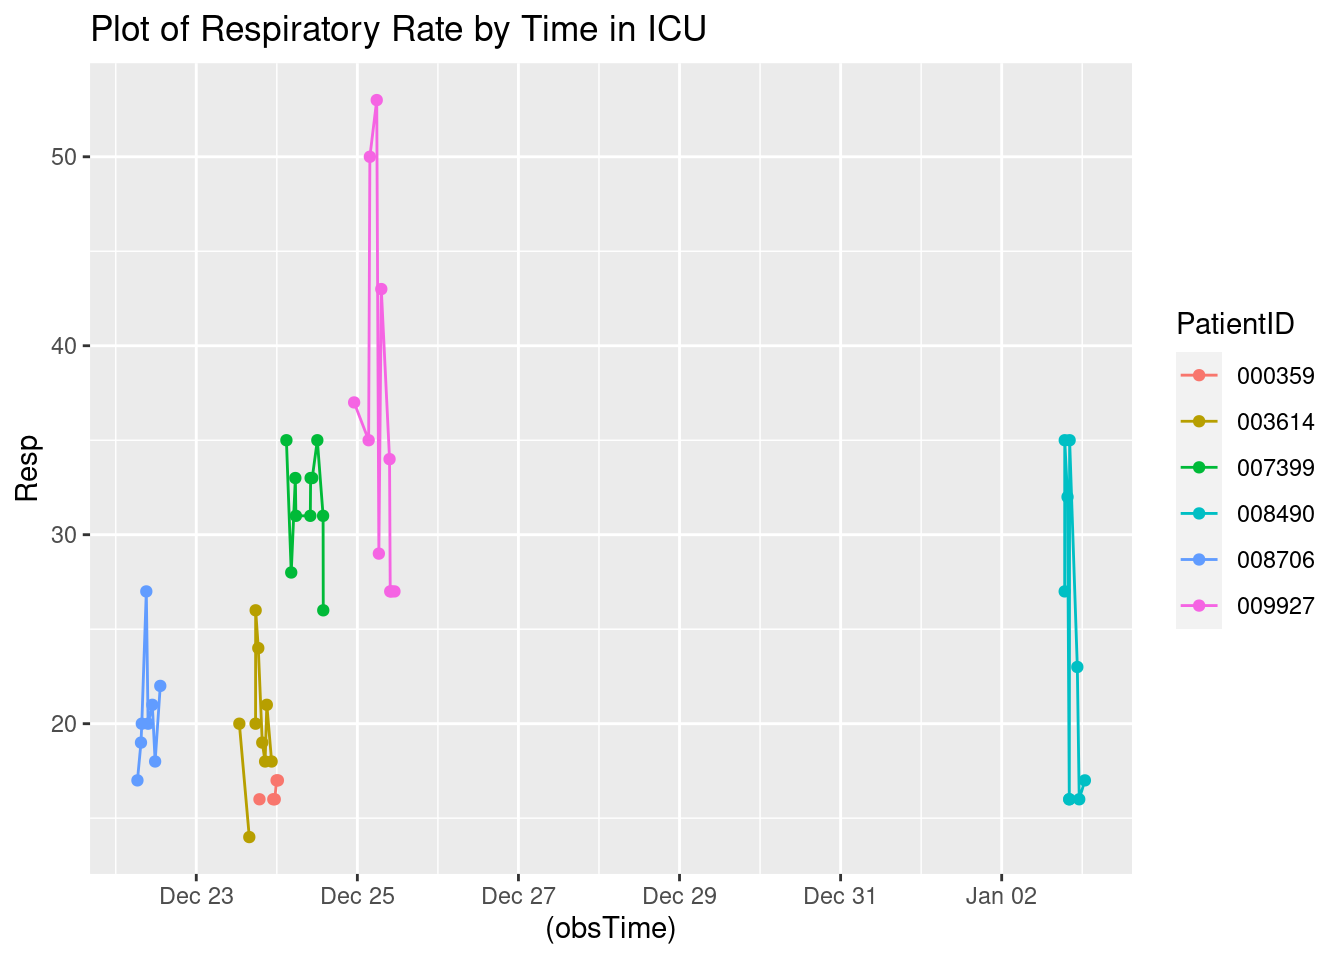 Plot of Respiratory Rate by Time in ICU
50
40
30
20
Resp
Dec 23
Dec 25
Dec 27
Dec 29
Dec 31
Jan 02
(obsTime)
PatientID
000359
003614
007399
008490
008706
009927